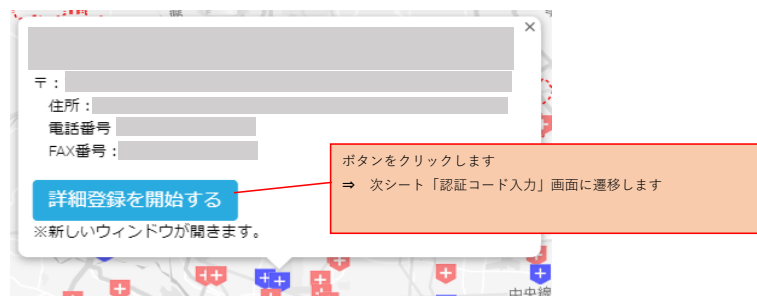 ×
〒：
住所：
電話番号
FAX番号：
詳細登録を開始する
※新しいウィンドウが開きます。
ボタンをクリックします
⇒ 次シート「認証コード入力」画面に遷移します
中央線